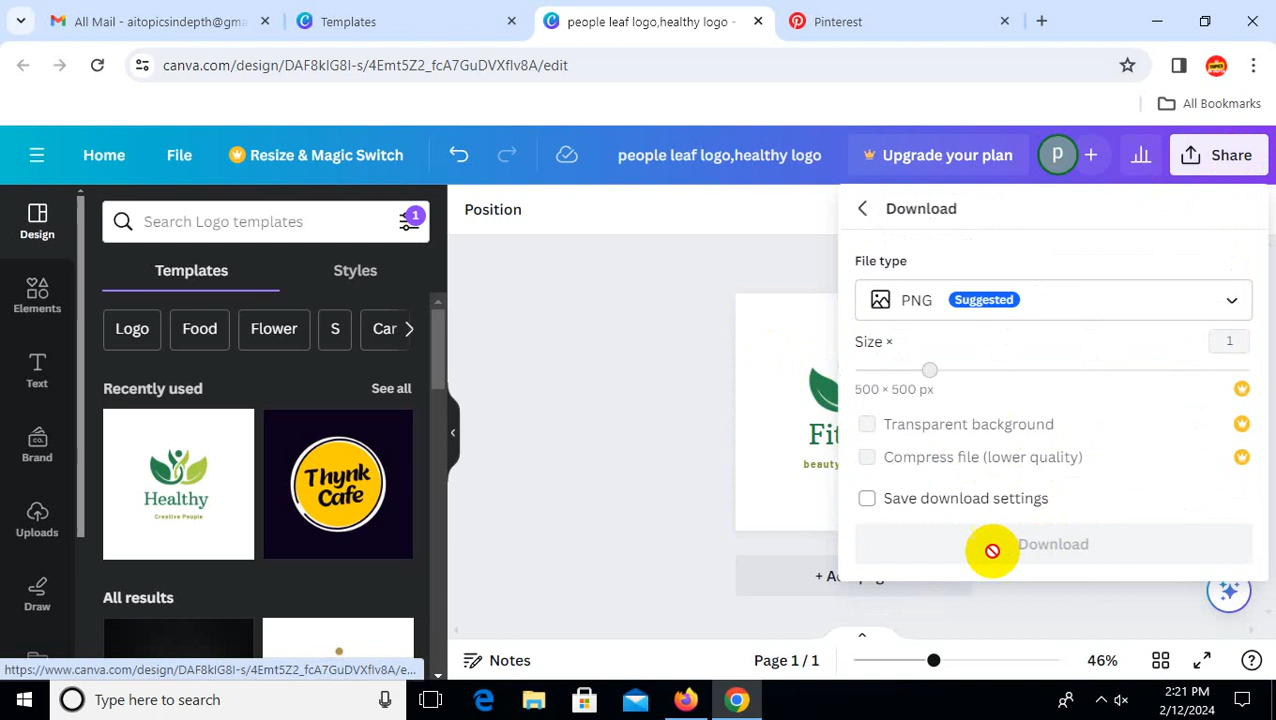 All Mail - aitopicsindepth@gma
Templates
people leaf logo,healthy logo -
Pinterest
canva.com/design/DAF8kIG8I-s/4Emt5Z2_fcA7GuDVXfIv8A/edit
All Bookmarks
Home
File
Resize & Magic Switch
people leaf logo,healthy logo
Upgrade your plan
p
Share
Design
Elements
Text
Brand
Uploads
Draw
Search Logo templates
1
Templates
Styles
Logo
Food
Flower
S
Car
Recently used
See all
Healthy
Creative People
Thynk
Cafe
All results
Position
Fit
beauty
+ Ad
page
Download
File type
PNG
Suggested
Size ×
1
500 × 500 px
Transparent background
Compress file (lower quality)
Save download settings
Download
https://www.canva.com/design/DAF8kIG8I-s/4Emt5Z2_fcA7GuDVXfIv8A/e...
Notes
Page 1 / 1
46%
Type here to search
2:21 PM
2/12/2024